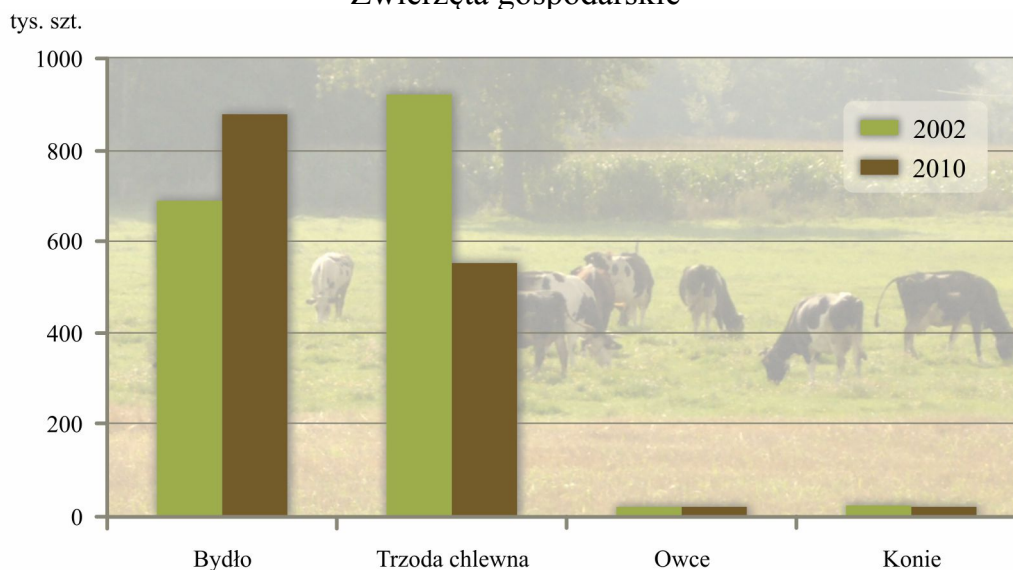 Zwierzęta gospodarskie
tys. szt.
1000
800
600
400
200
0
2002
2010
Bydło
Trzoda chlewna
Owce
Konie